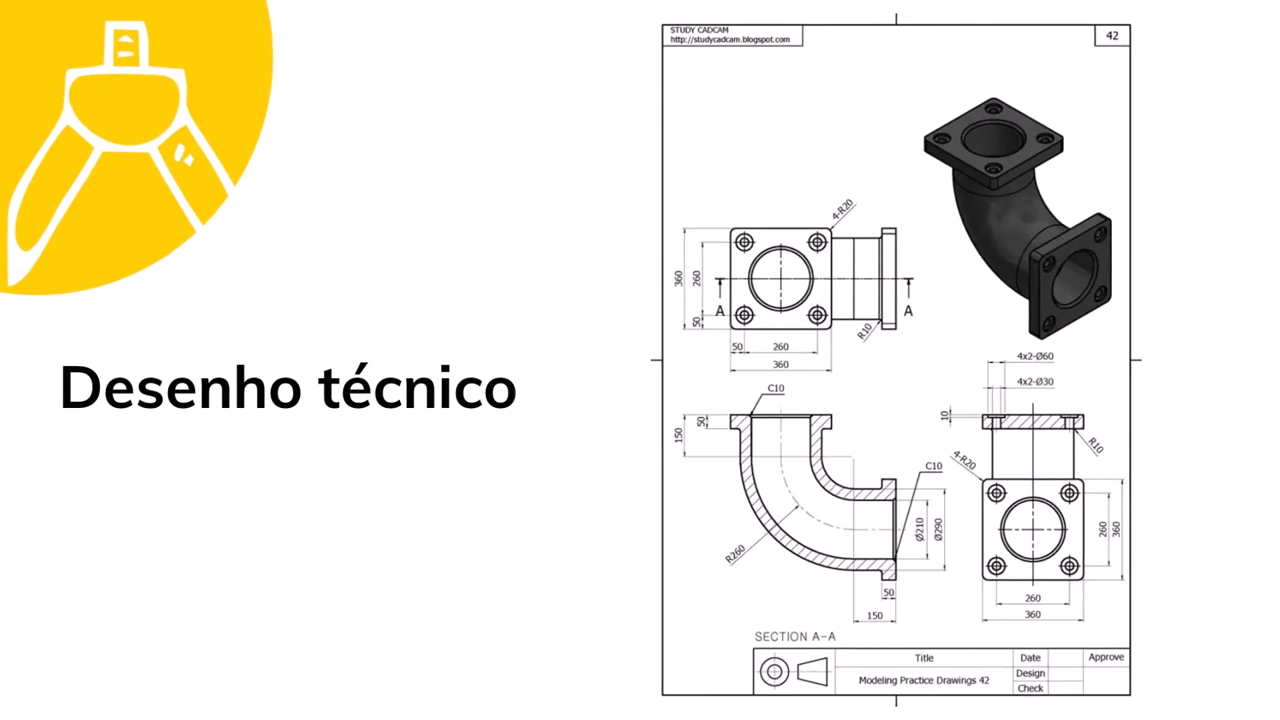 Desenho técnico
STUDY CADCAM
http://studycadcam.blogspot.com
42
4-R20
360
260
50
A
A
R10
50
260
360
4x2-Ø60
4x2-Ø30
C10
150
50
10
R10
4-R20
C10
R260
Ø210
Ø290
260
360
50
150
260
360
SECTION A-A
Title
Date
Approve
Modeling Practice Drawings 42
Design
Check